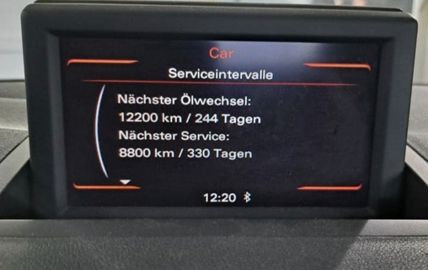 Car
Serviceintervalle
Nächster Ölwechsel:
12200 km / 244 Tagen
Nächster Service:
8800 km / 330 Tagen
12:20